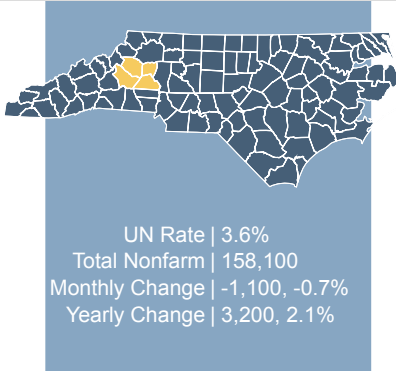 UN Rate | 3.6%
Total Nonfarm | 158,100
Monthly Change | -1,100, -0.7%
Yearly Change | 3,200, 2.1%